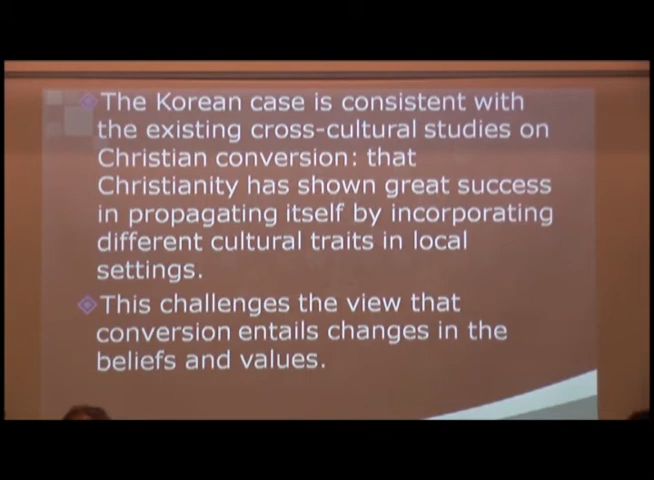 The Korean case is consistent with
the existing cross-cultural studies on
Christian conversion: that
Christianity has shown great success
in propagating itself by incorporating
different cultural traits in local
settings.
This challenges the view that
conversion entails changes in the
beliefs and values.